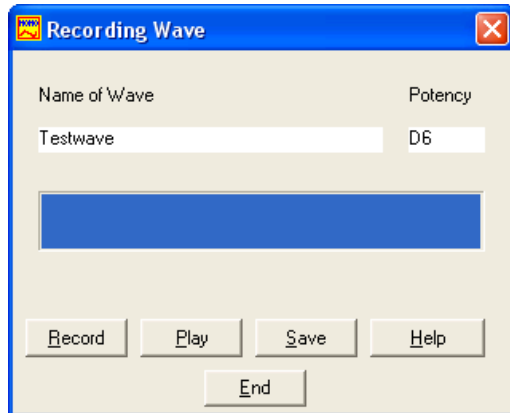 Recording Wave
Name of Wave Potency
Testwave D6
Record Play Save Help
End